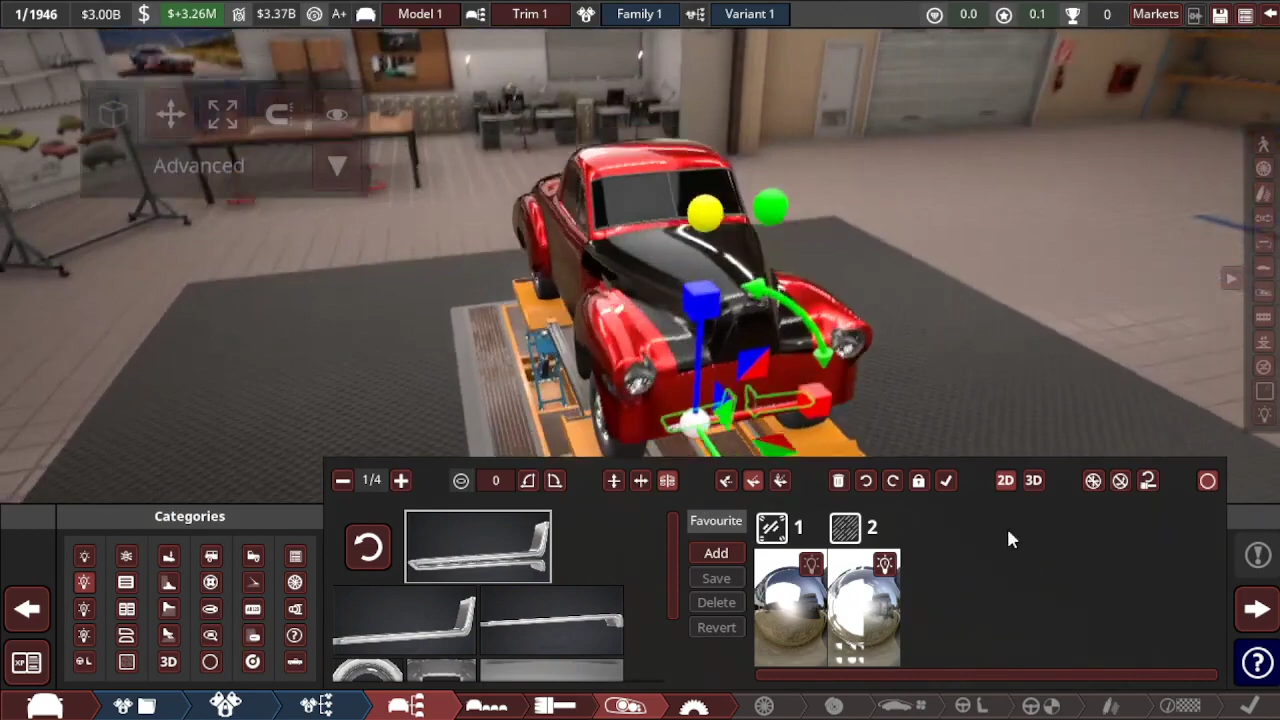 1/1946 $3.00B $+3.26M $3.37B A+ Model 1 Trim 1 Family 1 Variant 1 0.0 0.1 0 Markets
Advanced
1/4 0 2D 3D
Categories
Favourite 1 2
Add
Save
Delete
Revert
L 3D
XP
L